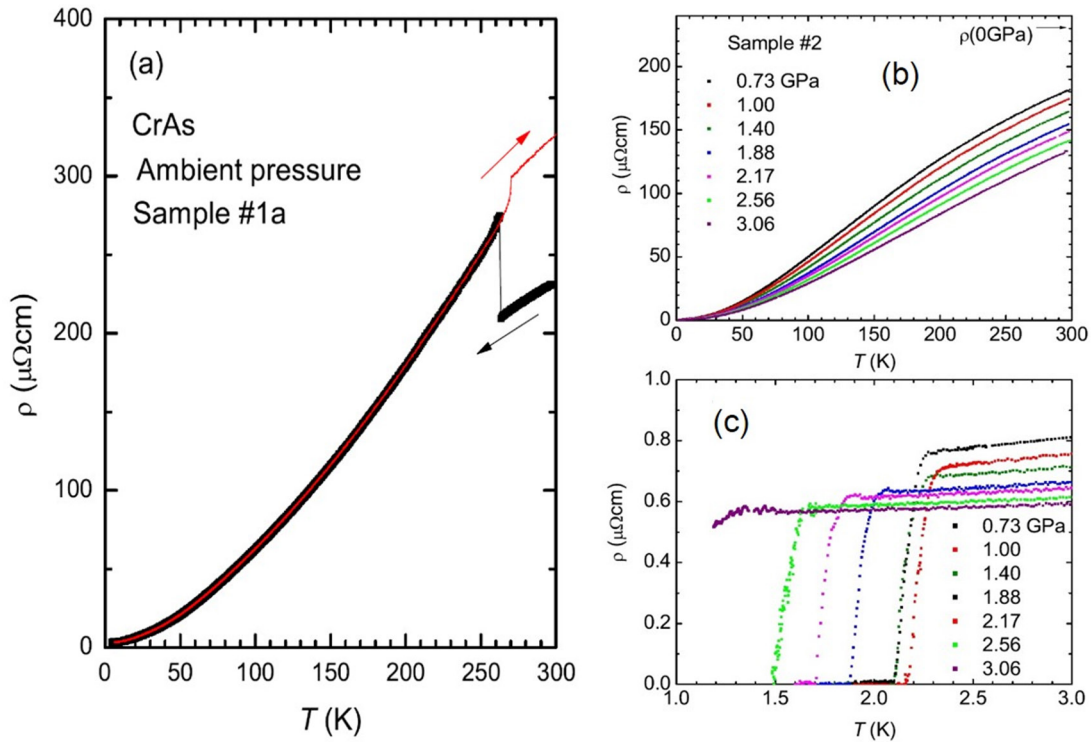 (a)
CrAs
Ambient pressure
Sample #1a
400
300
200
100
0
ρ (μΩcm)
0 50 100 150 200 250 300
T (K)
Sample #2
ρ(0GPa)
(b)
0.73 GPa
1.00
1.40
1.88
2.17
2.56
3.06
200
150
100
50
0
ρ (μΩcm)
0 50 100 150 200 250 300
T (K)
(c)
0.73 GPa
1.00
1.40
1.88
2.17
2.56
3.06
1.0
0.8
0.6
0.4
0.2
0.0
ρ (μΩcm)
1.0 1.5 2.0 2.5 3.0
T (K)